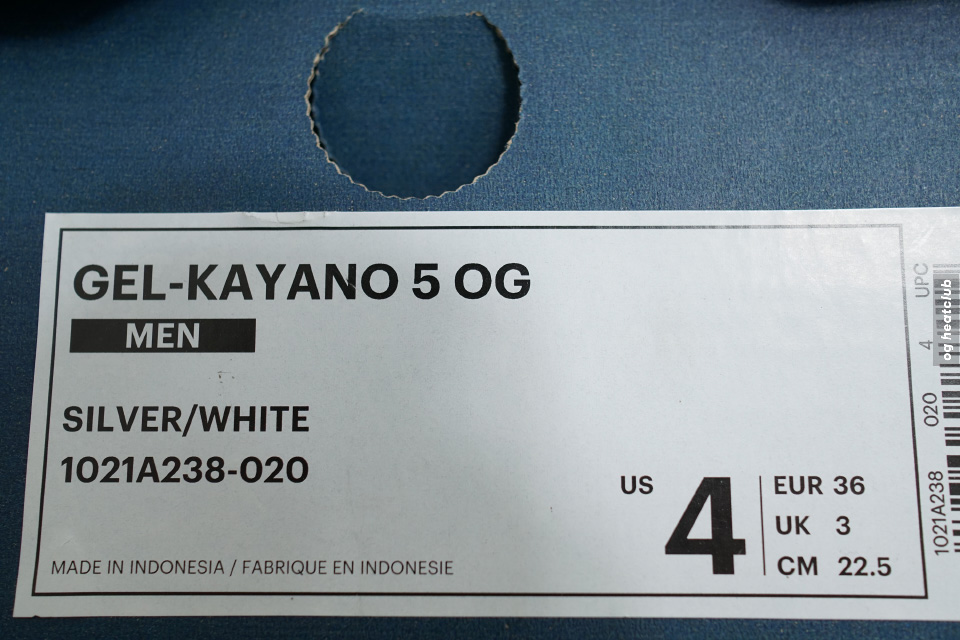 GEL-KAYANO 5 OG
MEN
SILVER/WHITE
1021A238-020
US 4
EUR 36
UK 3
CM 22.5
MADE IN INDONESIA / FABRIQUE EN INDONESIE
1021A238 020 4 UPC
og heatclub